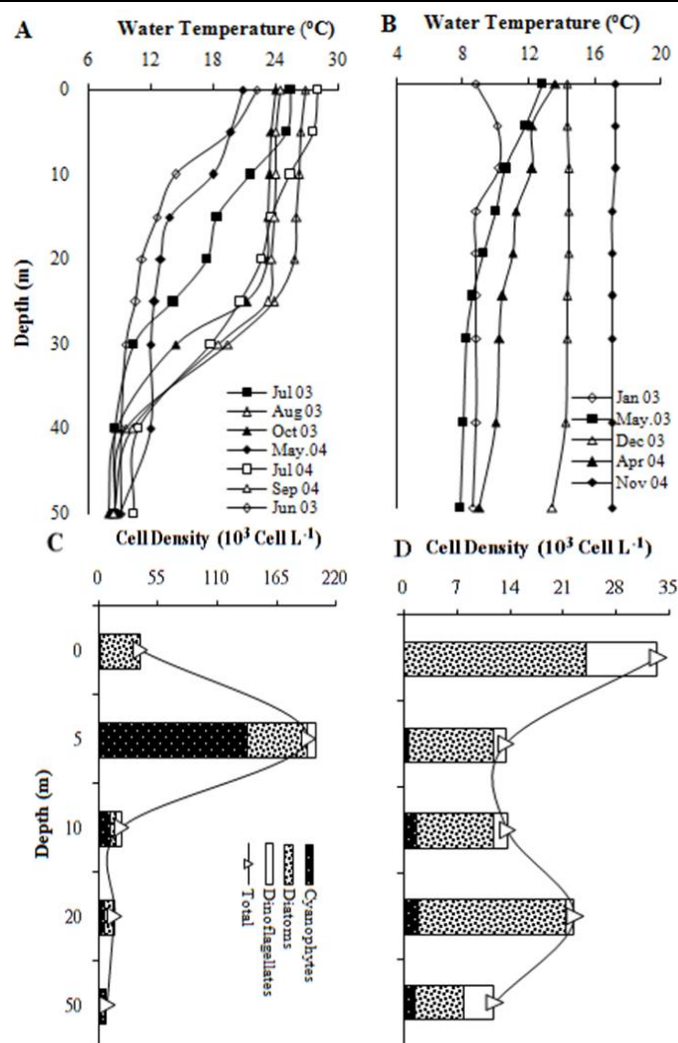 A
Water Temperature (⁰C)
6 12 18 24 30
Depth (m)
0
10
20
30
40
50
Jul 03
Aug 03
Oct 03
May.04
Jul 04
Sep 04
Jun 03
B
Water Temperature (⁰C)
4 8 12 16 20
Jan 03
May.03
Dec 03
Apr 04
Nov 04
C
Cell Density (10³ Cell L⁻¹)
0 55 110 165 220
Depth (m)
0
5
10
20
50
Total
Dinoflagellates
Diatoms
Cyanophytes
D
Cell Density (10³ Cell L⁻¹)
0 7 14 21 28 35